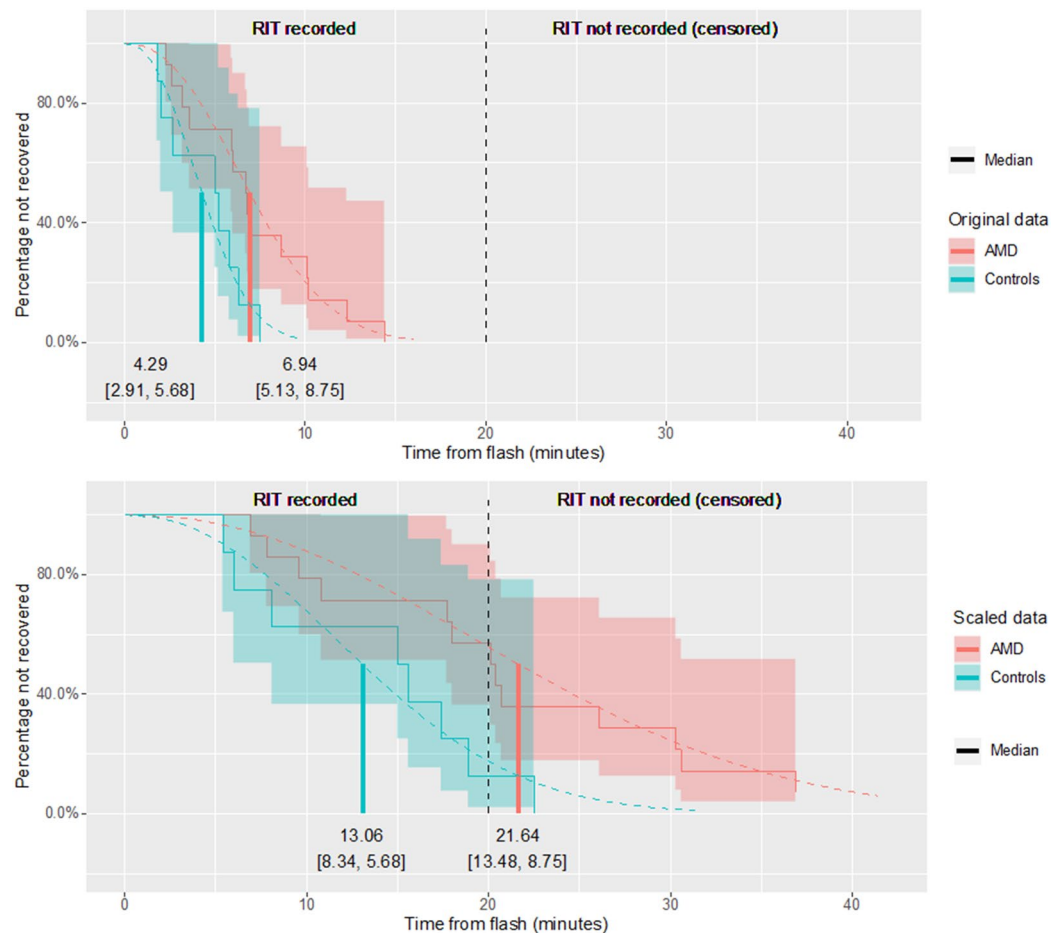 RIT recorded RIT not recorded (censored)
Percentage not recovered
80.0%
40.0%
0.0%
4.29 6.94
[2.91, 5.68] [5.13, 8.75]
0 10 20 30 40
Time from flash (minutes)
Median
Original data
AMD
Controls
RIT recorded RIT not recorded (censored)
Percentage not recovered
80.0%
40.0%
0.0%
13.06 21.64
[8.34, 5.68] [13.48, 8.75]
0 10 20 30 40
Time from flash (minutes)
Scaled data
AMD
Controls
Median